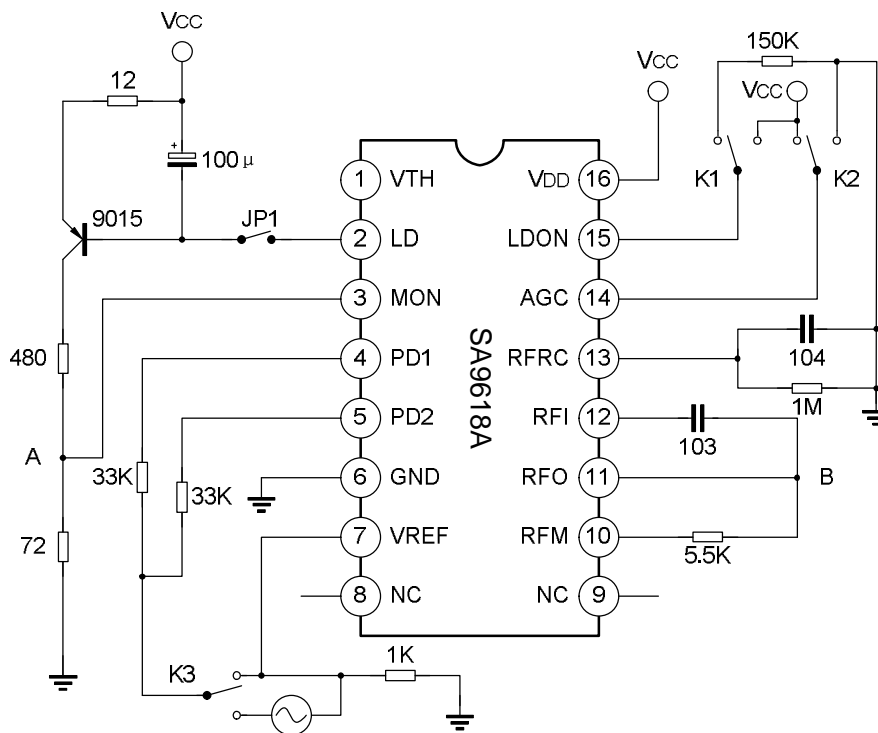 VCC
12
+
100μ
9015
JP1
480
A
72
33K
33K
K3
1K
1 VTH
2 LD
3 MON
4 PD1
5 PD2
6 GND
7 VREF
8 NC
SA9618A
VDD 16
LDON 15
AGC 14
RFRC 13
RFI 12
RFO 11
RFM 10
NC 9
VCC
150K
VCC
K1
K2
104
1M
103
B
5.5K